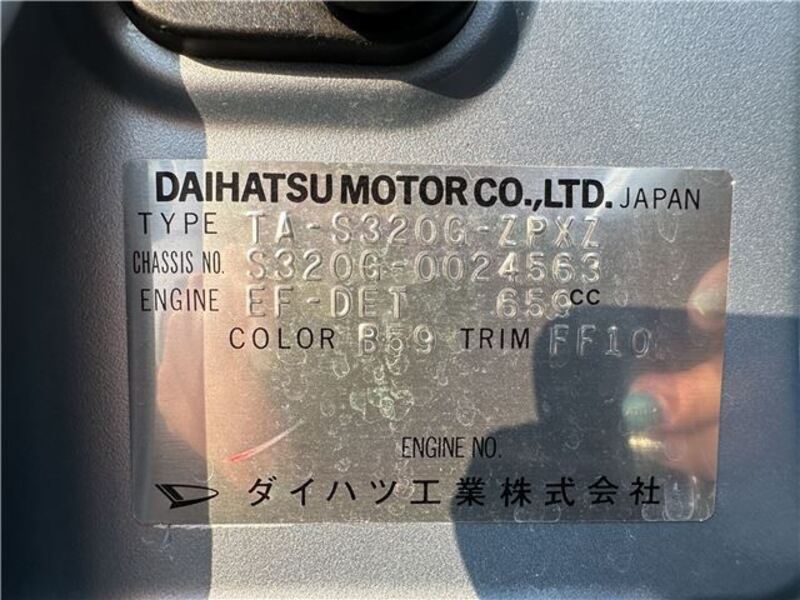 DAIHATSU MOTOR CO.,LTD. JAPAN
TYPE TA-S320G-ZPXZ
CHASSIS NO. S320G-0024563
ENGINE EF-DET 659CC
COLOR B59 TRIM FF10
ENGINE NO.
ダイハツ工業株式会社